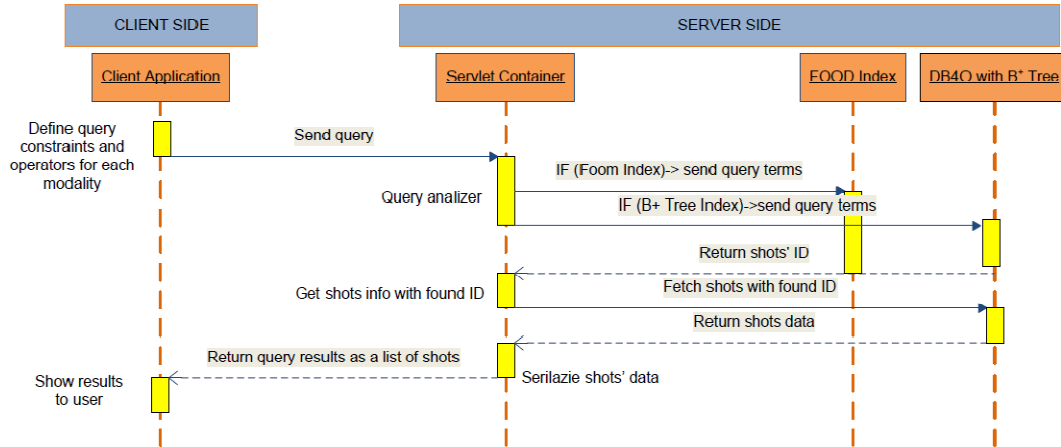 CLIENT SIDE
SERVER SIDE
Client Application
Servlet Container
FOOD Index
DB4O with B+ Tree
Define query
constraints and
operators for each
modality
Send query
IF (Foom Index)-> send query terms
Query analizer
IF (B+ Tree Index)->send query terms
Return shots' ID
Get shots info with found ID
Fetch shots with found ID
Return shots data
Return query results as a list of shots
Serilazie shots' data
Show results
to user